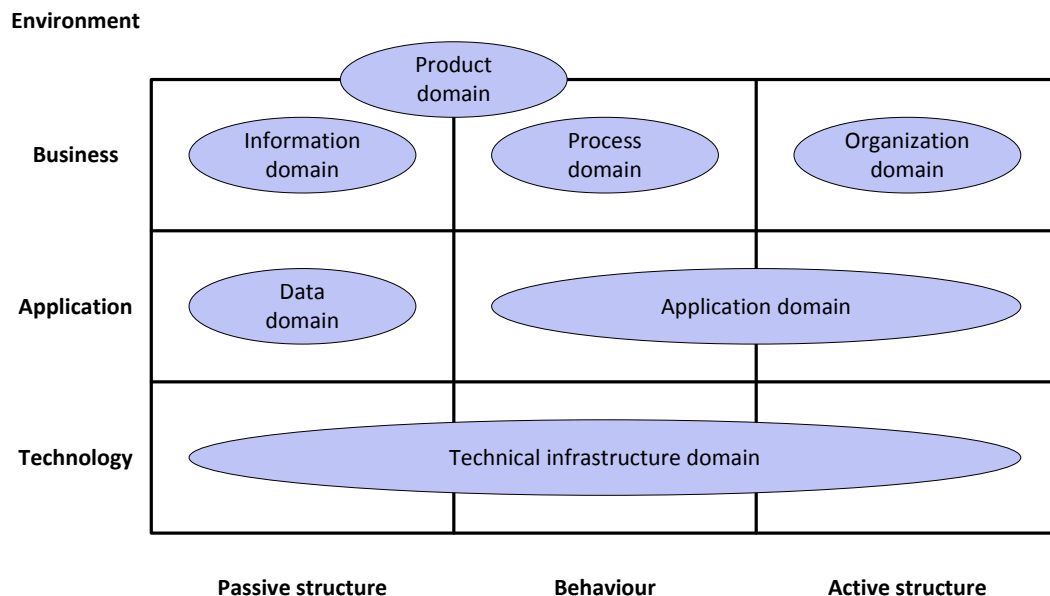 Environment
Product
domain
Business
Information
domain
Process
domain
Organization
domain
Application
Data
domain
Application domain
Technology
Technical infrastructure domain
Passive structure
Behaviour
Active structure